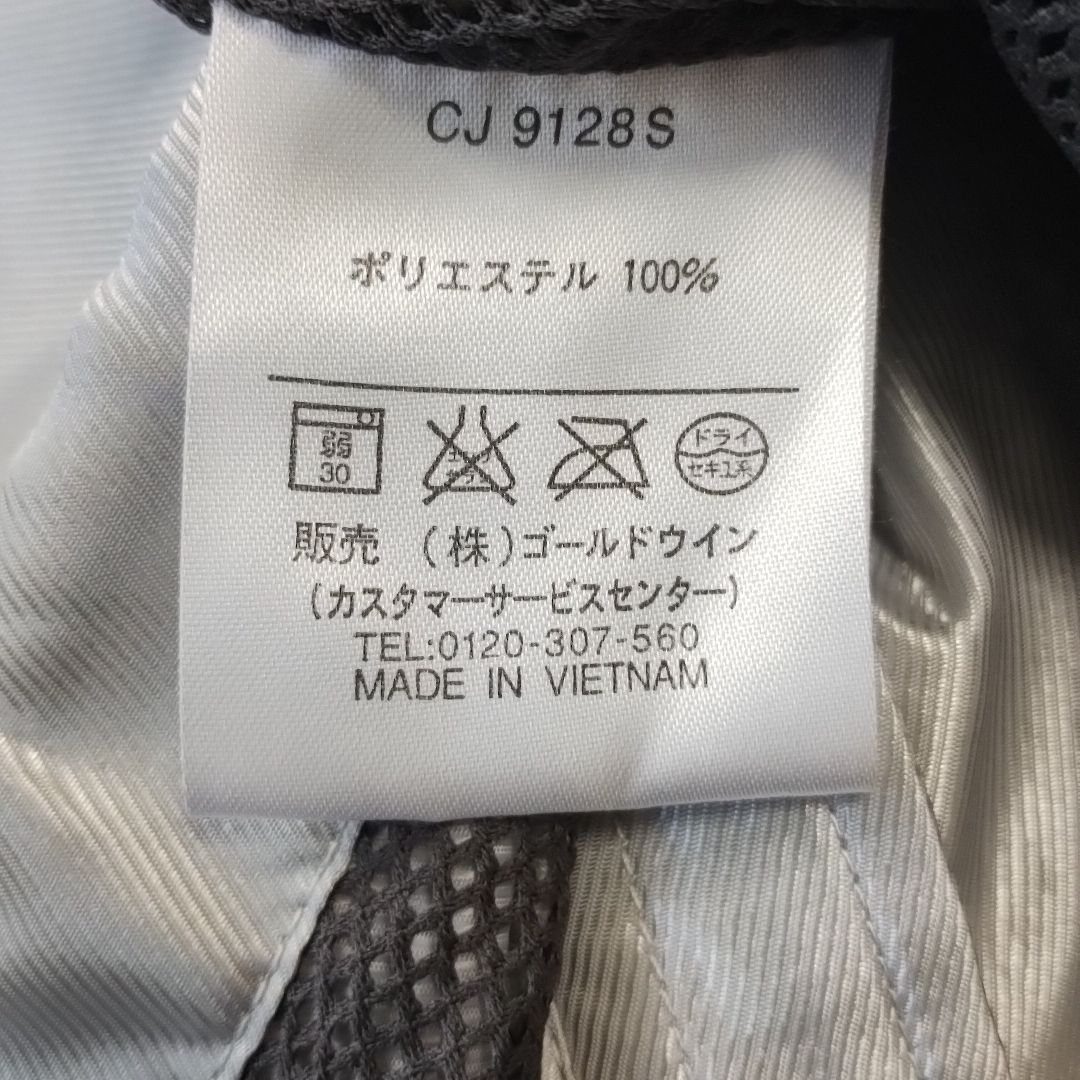 CJ 9128S
ポリエステル 100%
弱
30
ドライ
セキユ系
販売 (株)ゴールドウイン
(カスタマーサービスセンター)
TEL:0120-307-560
MADE IN VIETNAM